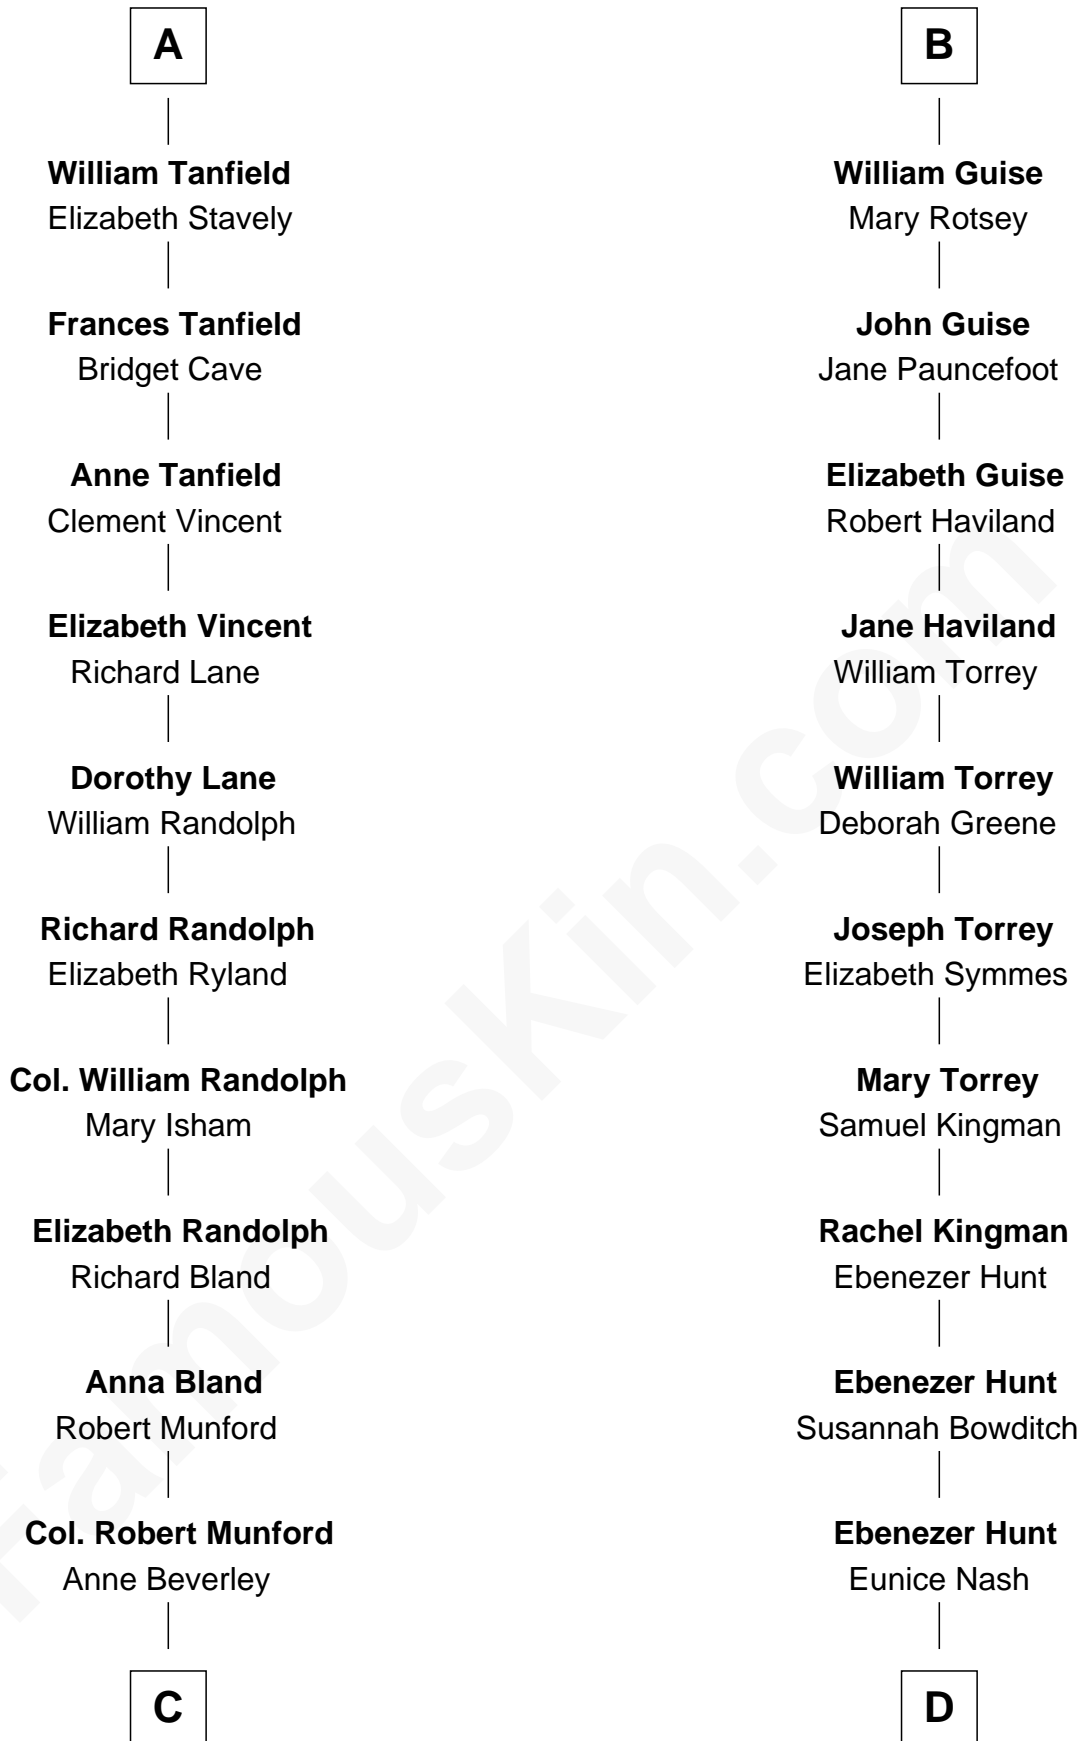 A
William Tanfield
Elizabeth Stavely
Frances Tanfield
Bridget Cave
Anne Tanfield
Clement Vincent
Elizabeth Vincent
Richard Lane
Dorothy Lane
William Randolph
Richard Randolph
Elizabeth Ryland
Col. William Randolph
Mary Isham
Elizabeth Randolph
Richard Bland
Anna Bland
Robert Munford
Col. Robert Munford
Anne Beverley
C
B
William Guise
Mary Rotsey
John Guise
Jane Pauncefoot
Elizabeth Guise
Robert Haviland
Jane Haviland
William Torrey
William Torrey
Deborah Greene
Joseph Torrey
Elizabeth Symmes
Mary Torrey
Samuel Kingman
Rachel Kingman
Ebenezer Hunt
Ebenezer Hunt
Susannah Bowditch
Ebenezer Hunt
Eunice Nash
D
FamousKin.com